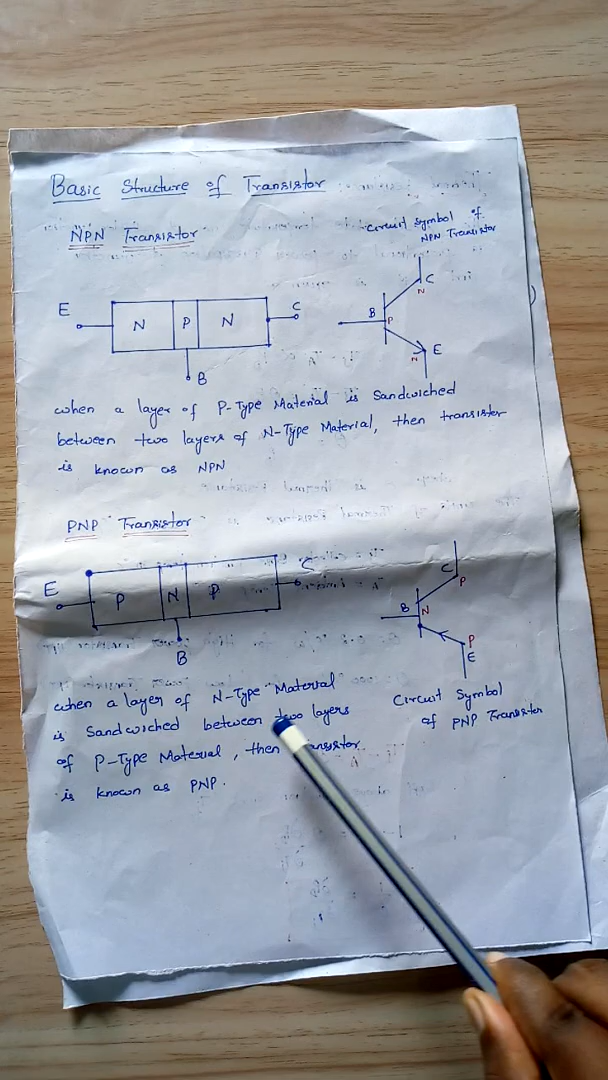 Basic Structure of Transistor
NPN Transistor
Circuit Symbol of
NPN Transistor
E
N P N
C
B
C
N
B
P
N
E
when a layer of P-Type Material is Sandwiched
between two layers of N-Type Material, then transistor
is known as NPN
PNP Transistor
E
P N P
C
B
C
P
B
N
P
E
when a layer of N-Type Material
is Sandwiched between two layers
of P-Type Material, then
is known as PNP.
Circuit Symbol
of PNP Transistor